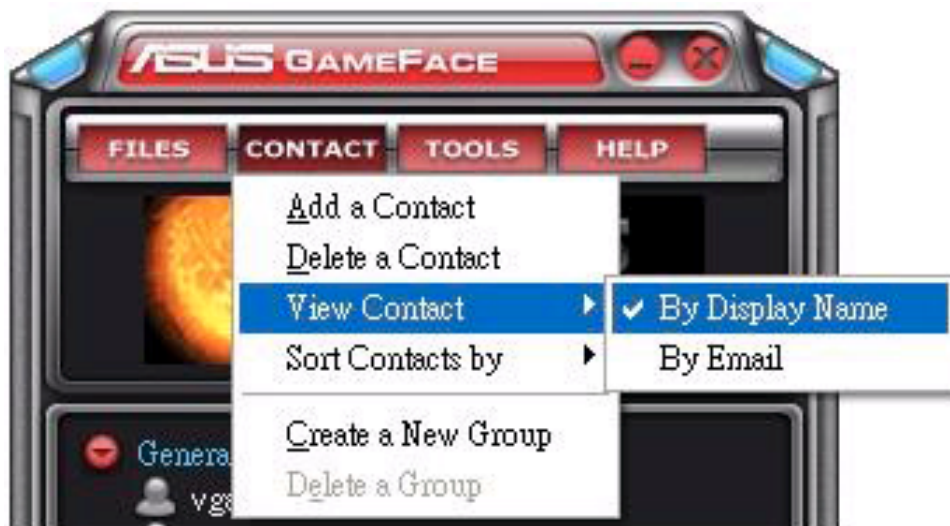 ASUS GAMEFACE
FILES CONTACT TOOLS HELP
Add a Contact
Delete a Contact
View Contact
By Display Name
Sort Contacts by
By Email
Create a New Group
Delete a Group